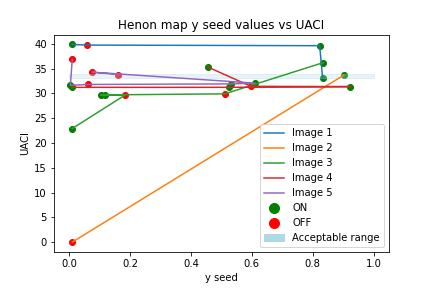 Henon map y seed values vs UACI
UACI
40
35
30
25
20
15
10
5
0
0.0 0.2 0.4 0.6 0.8 1.0
y seed
Image 1
Image 2
Image 3
Image 4
Image 5
ON
OFF
Acceptable range